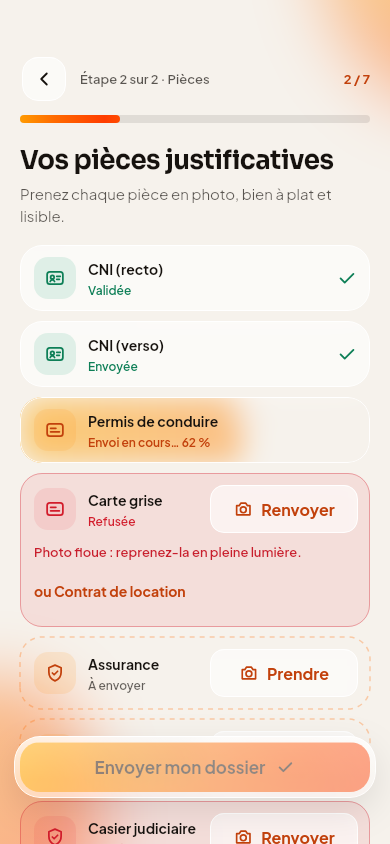 Étape 2 sur 2 · Pièces
2 / 7
Vos pièces justificatives
Prenez chaque pièce en photo, bien à plat et
lisible.
CNI (recto)
Validée
CNI (verso)
Envoyée
Permis de conduire
Envoi en cours… 62 %
Carte grise
Refusée
Renvoyer
Photo floue : reprenez-la en pleine lumière.
ou Contrat de location
Assurance
À envoyer
Prendre
Envoyer mon dossier
Casier judiciaire
Renvoyer